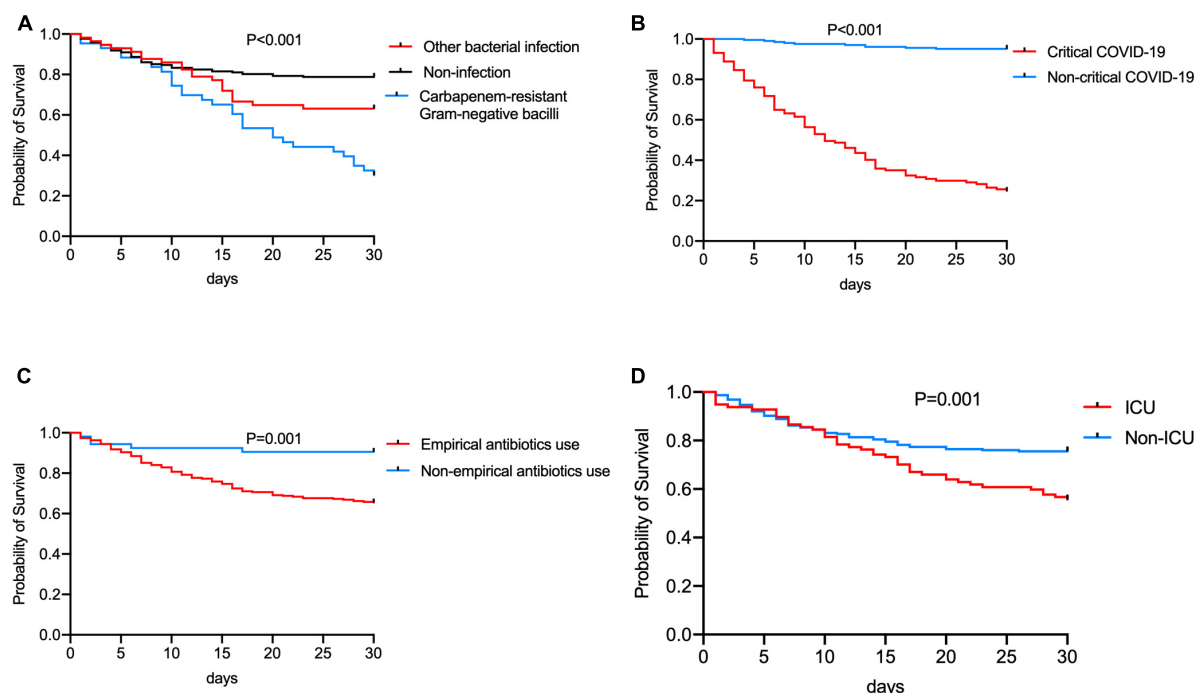 A
P<0.001
Probability of Survival
1.0
0.8
0.6
0.4
0.2
0.0
0 5 10 15 20 25 30
days
Other bacterial infection
Non-infection
Carbapenem-resistant
Gram-negative bacilli
B
P<0.001
Probability of Survival
1.0
0.8
0.6
0.4
0.2
0.0
0 5 10 15 20 25 30
days
Critical COVID-19
Non-critical COVID-19
C
P=0.001
Probability of Survival
1.0
0.8
0.6
0.4
0.2
0.0
0 5 10 15 20 25 30
days
Empirical antibiotics use
Non-empirical antibiotics use
D
P=0.001
Probability of Survival
1.0
0.8
0.6
0.4
0.2
0.0
0 5 10 15 20 25 30
days
ICU
Non-ICU